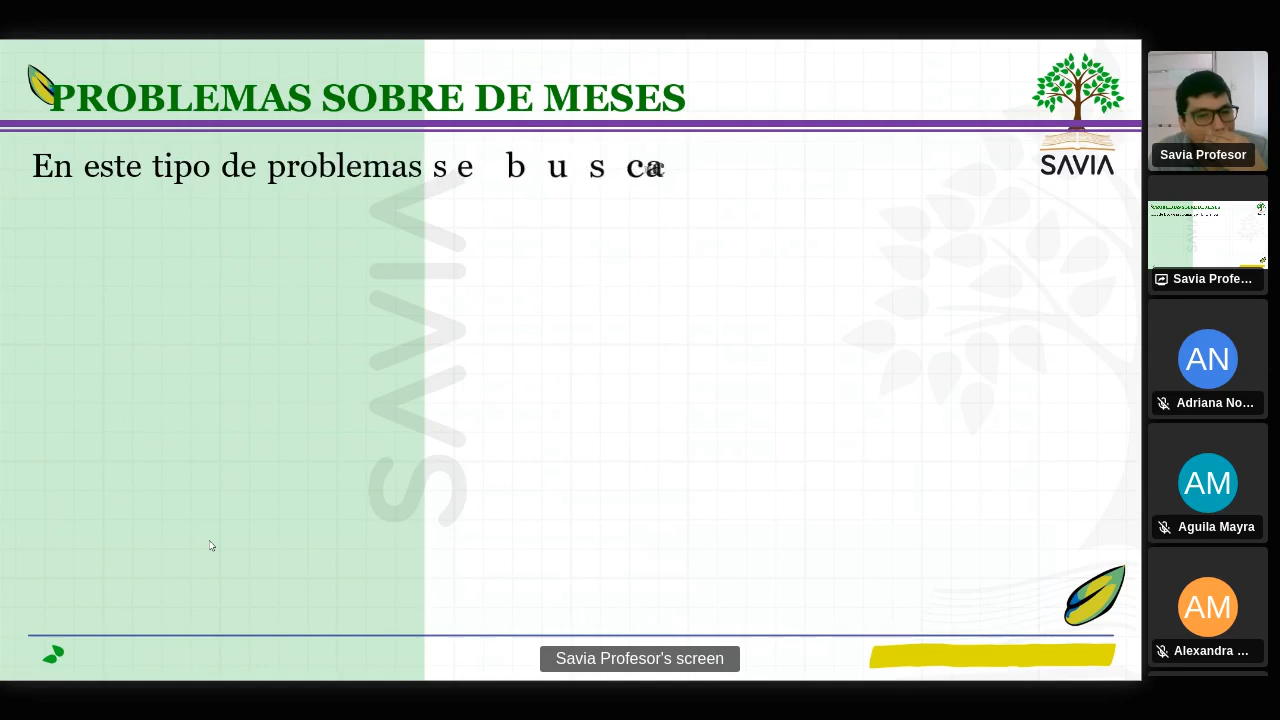 PROBLEMAS SOBRE DE MESES
En este tipo de problemas se busca
SAVIA
SAVIA
Savia Profesor's screen
Savia Profesor
Savia Profe...
AN
Adriana No...
AM
Aguila Mayra
AM
Alexandra ...